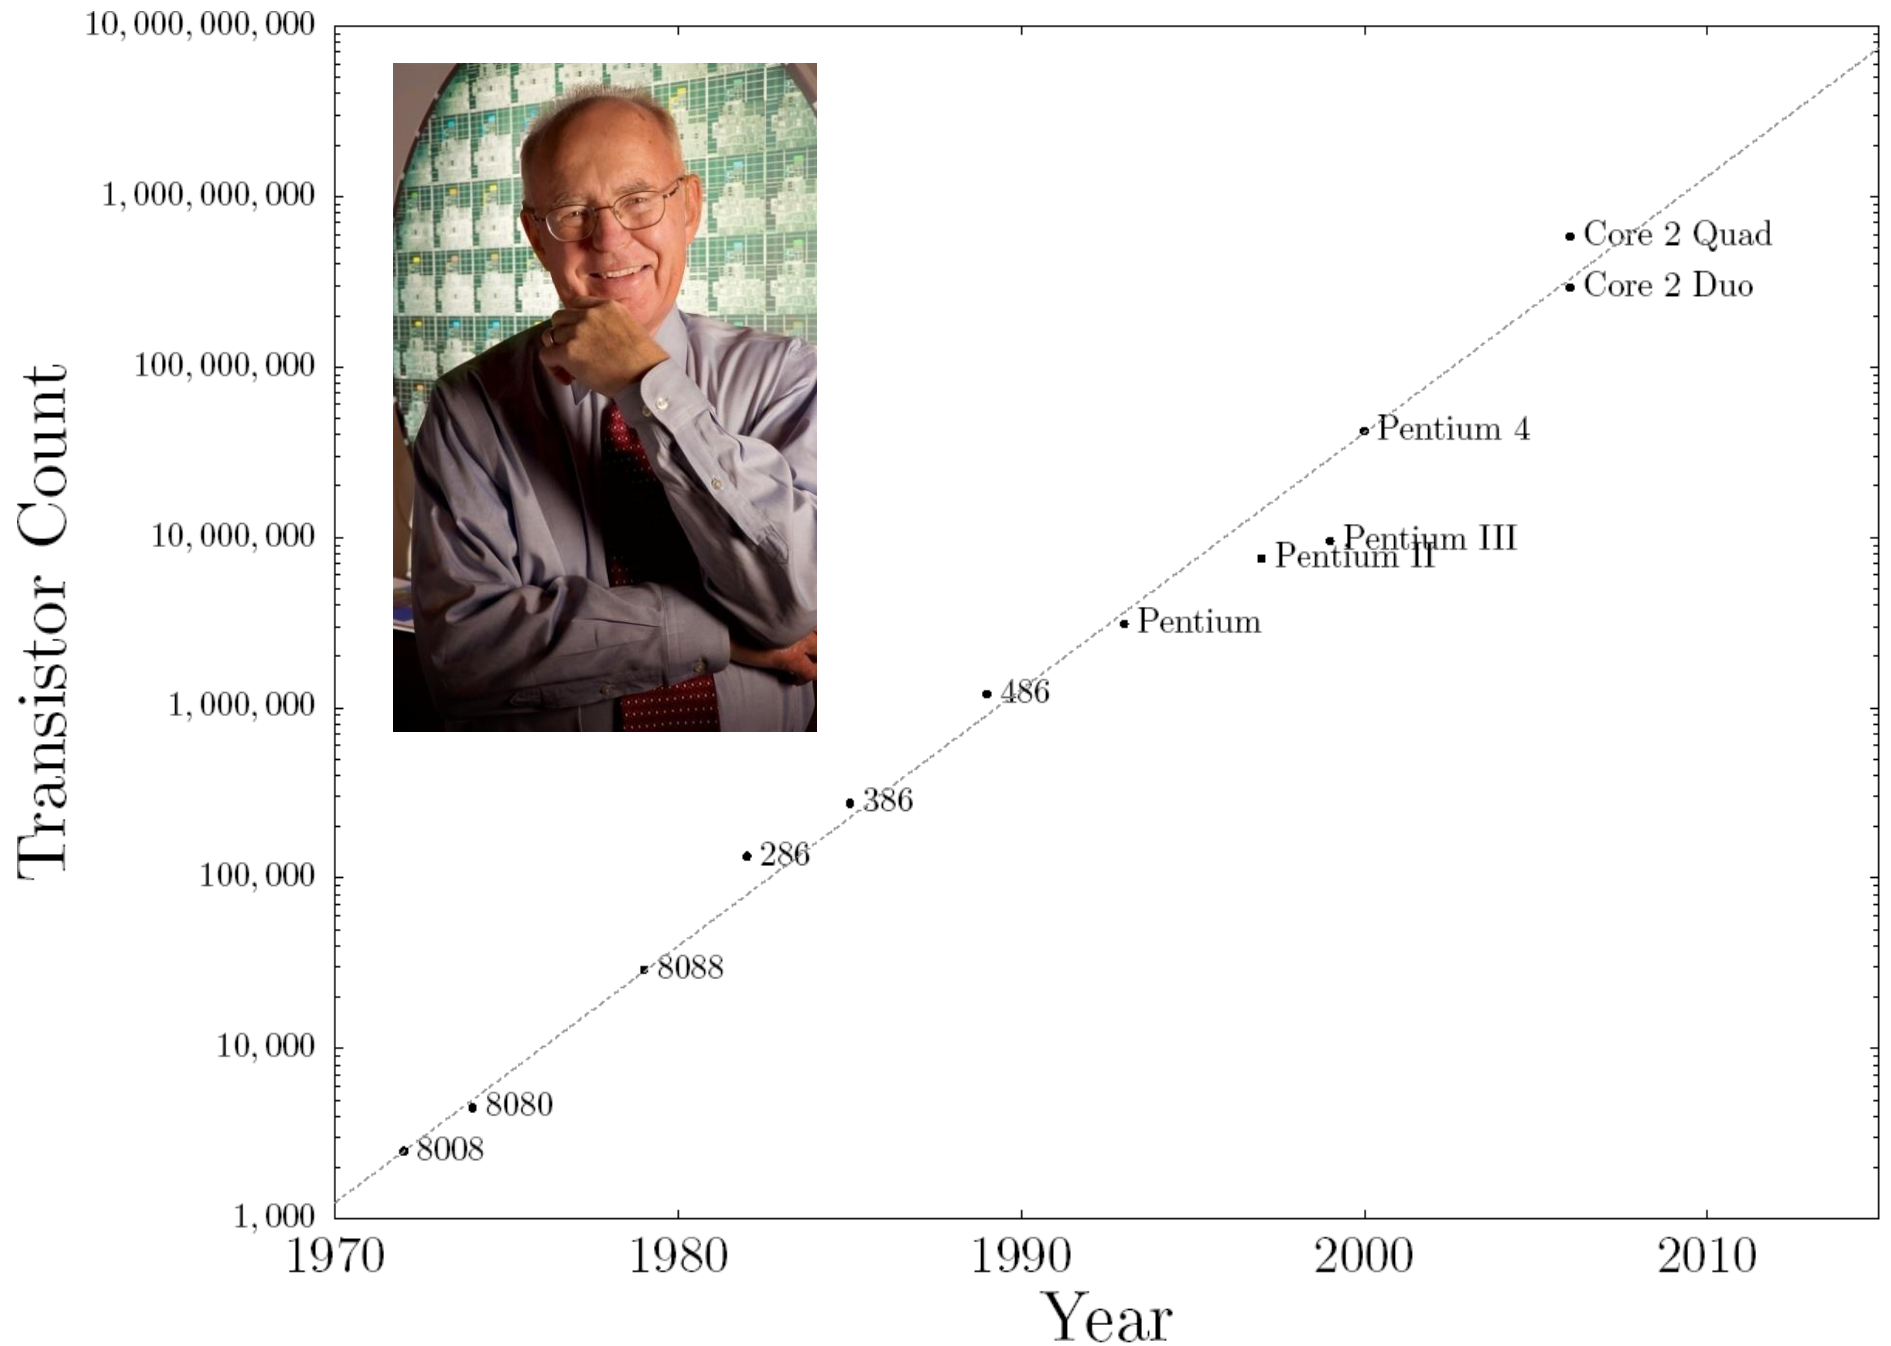 10,000,000,000
1,000,000,000
100,000,000
10,000,000
1,000,000
100,000
10,000
1,000
Transistor Count
Core 2 Quad
Core 2 Duo
Pentium 4
Pentium III
Pentium II
Pentium
486
386
286
8088
8080
8008
1970 1980 1990 2000 2010
Year